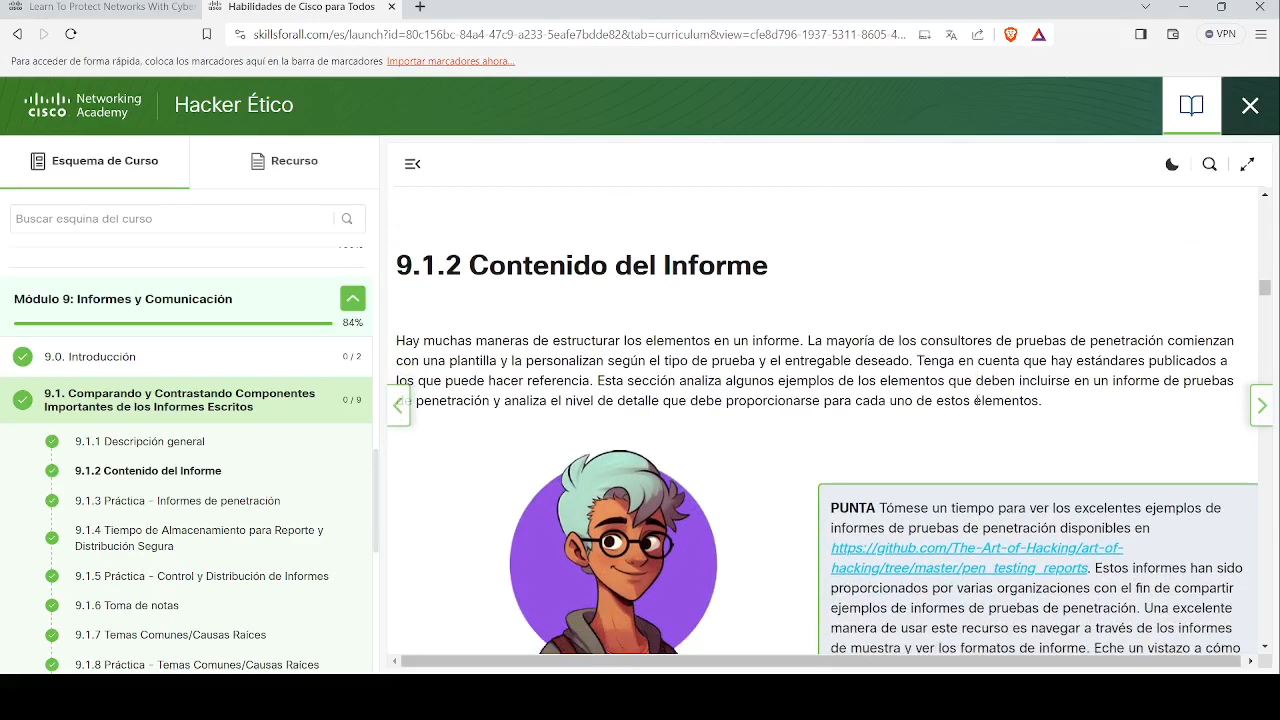 Learn To Protect Networks With Cyber
Habilidades de Cisco para Todos
skillsforall.com/es/launch?id=80c156bc-84a4-47c9-a233-5eafe7bdde82&tab=curriculum&view=cfe8d796-1937-5311-8605-4...
VPN
Para acceder de forma rápida, coloca los marcadores aquí en la barra de marcadores Importar marcadores ahora...
cisco Networking Academy
Hacker Ético
Esquema de Curso
Recurso
Buscar esquina del curso
Módulo 9: Informes y Comunicación
84%
9.0. Introducción
0 / 2
9.1. Comparando y Contrastando Componentes
Importantes de los Informes Escritos
0 / 9
9.1.1 Descripción general
9.1.2 Contenido del Informe
9.1.3 Práctica - Informes de penetración
9.1.4 Tiempo de Almacenamiento para Reporte y
Distribución Segura
9.1.5 Práctica - Control y Distribución de Informes
9.1.6 Toma de notas
9.1.7 Temas Comunes/Causas Raíces
9.1.8 Práctica - Temas Comunes/Causas Raíces
9.1.2 Contenido del Informe
Hay muchas maneras de estructurar los elementos en un informe. La mayoría de los consultores de pruebas de penetración comienzan
con una plantilla y la personalizan según el tipo de prueba y el entregable deseado. Tenga en cuenta que hay estándares publicados a
los que puede hacer referencia. Esta sección analiza algunos ejemplos de los elementos que deben incluirse en un informe de pruebas
de penetración y analiza el nivel de detalle que debe proporcionarse para cada uno de estos elementos.
PUNTA Tómese un tiempo para ver los excelentes ejemplos de
informes de pruebas de penetración disponibles en
https://github.com/The-Art-of-Hacking/art-of-
hacking/tree/master/pen_testing_reports. Estos informes han sido
proporcionados por varias organizaciones con el fin de compartir
ejemplos de informes de pruebas de penetración. Una excelente
manera de usar este recurso es navegar a través de los informes
de muestra y ver los formatos de informe. Eche un vistazo a cómo